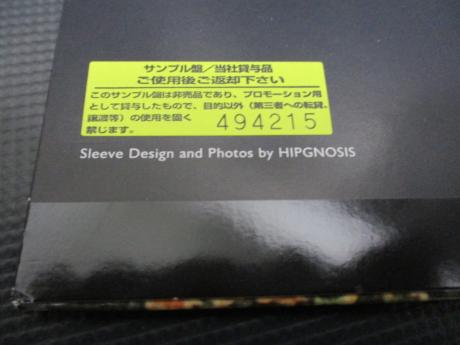 サンプル盤/当社貸与品
ご使用後ご返却下さい
このサンプル盤は非売品であり、プロモーション用
として貸与したもので、目的以外(第三者への転貸、
譲渡等)の使用を固く
禁じます。 494215
Sleeve Design and Photos by HIPGNOSIS